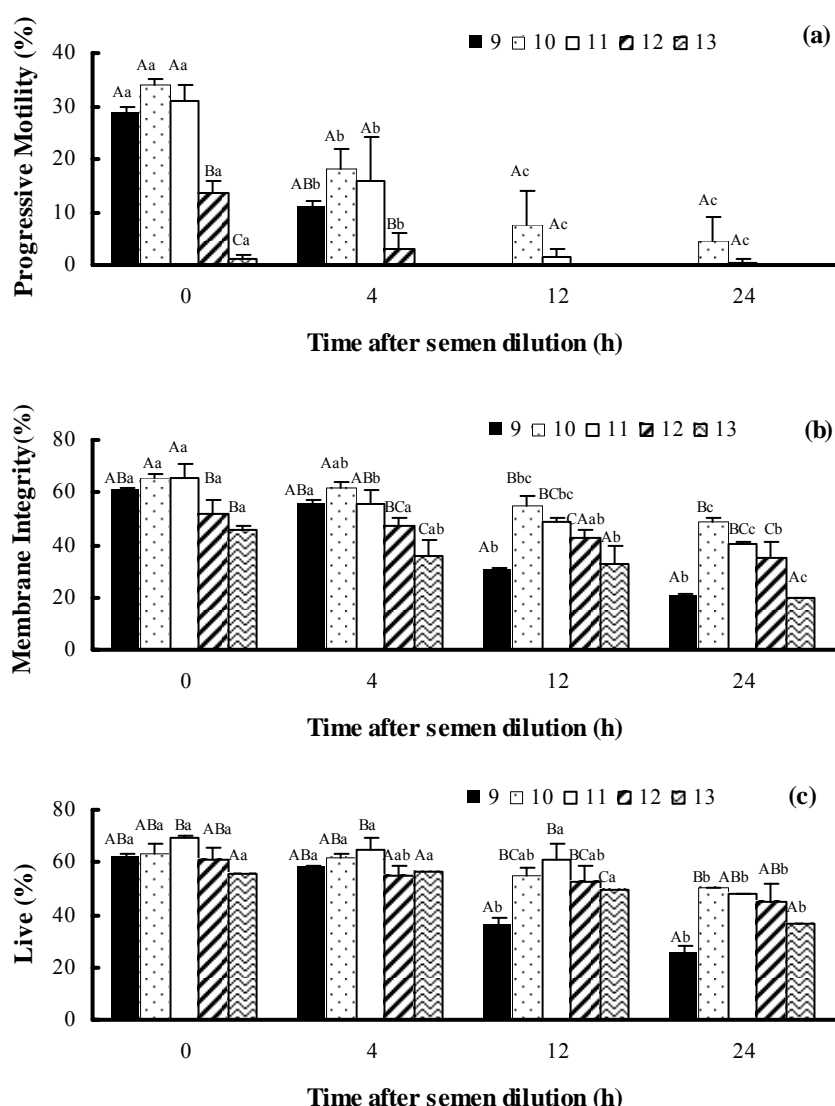 (a)
9 10 11 12 13
Progressive Motility (%)
40
30
20
10
0
Aa Aa Aa Ba Ca
ABb Ab Ab Bb
Ac Ac
Ac Ac
0 4 12 24
Time after semen dilution (h)
(b)
9 10 11 12 13
Membrane Integrity(%)
80
60
40
20
0
ABa Aa Aa Ba Ba
ABa Aab ABb BCa Cab
Ab Bbc BCbc CAab Ab
Ab Bc BCc Cb Ac
0 4 12 24
Time after semen dilution (h)
(c)
9 10 11 12 13
Live (%)
80
60
40
20
0
ABa ABa Ba ABa Aa
ABa ABa Ba Aab Aa
Ab BCab Ba BCab Ca
Ab Bb ABb ABb Ab
0 4 12 24
Time after semen dilution (h)